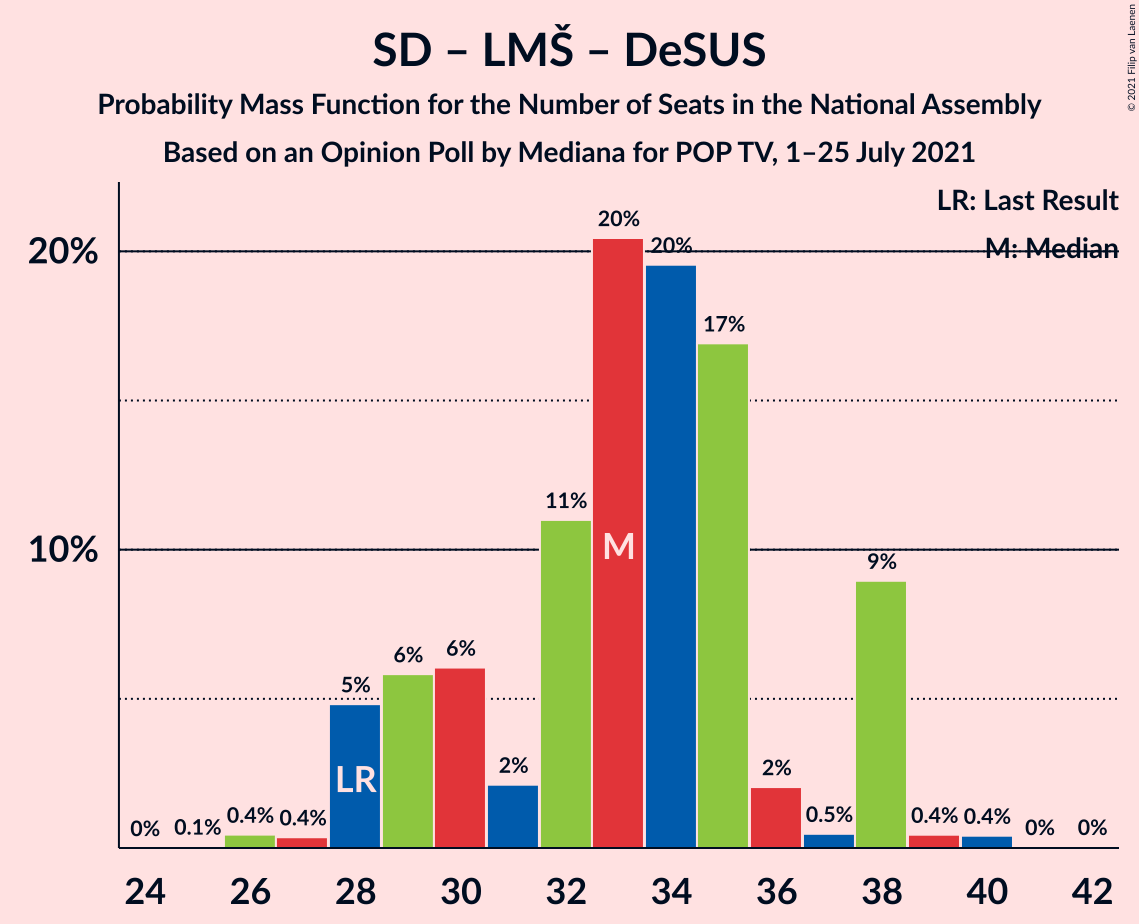 SD – LMŠ – DeSUS
Probability Mass Function for the Number of Seats in the National Assembly
Based on an Opinion Poll by Mediana for POP TV, 1–25 July 2021
© 2021 Filip van Laenen
LR: Last Result
M: Median
20%
10%
0%
0.1%
0.4%
0.4%
5%
6%
6%
2%
11%
20%
20%
17%
2%
0.5%
9%
0.4%
0.4%
0%
0%
LR
M
24 26 28 30 32 34 36 38 40 42